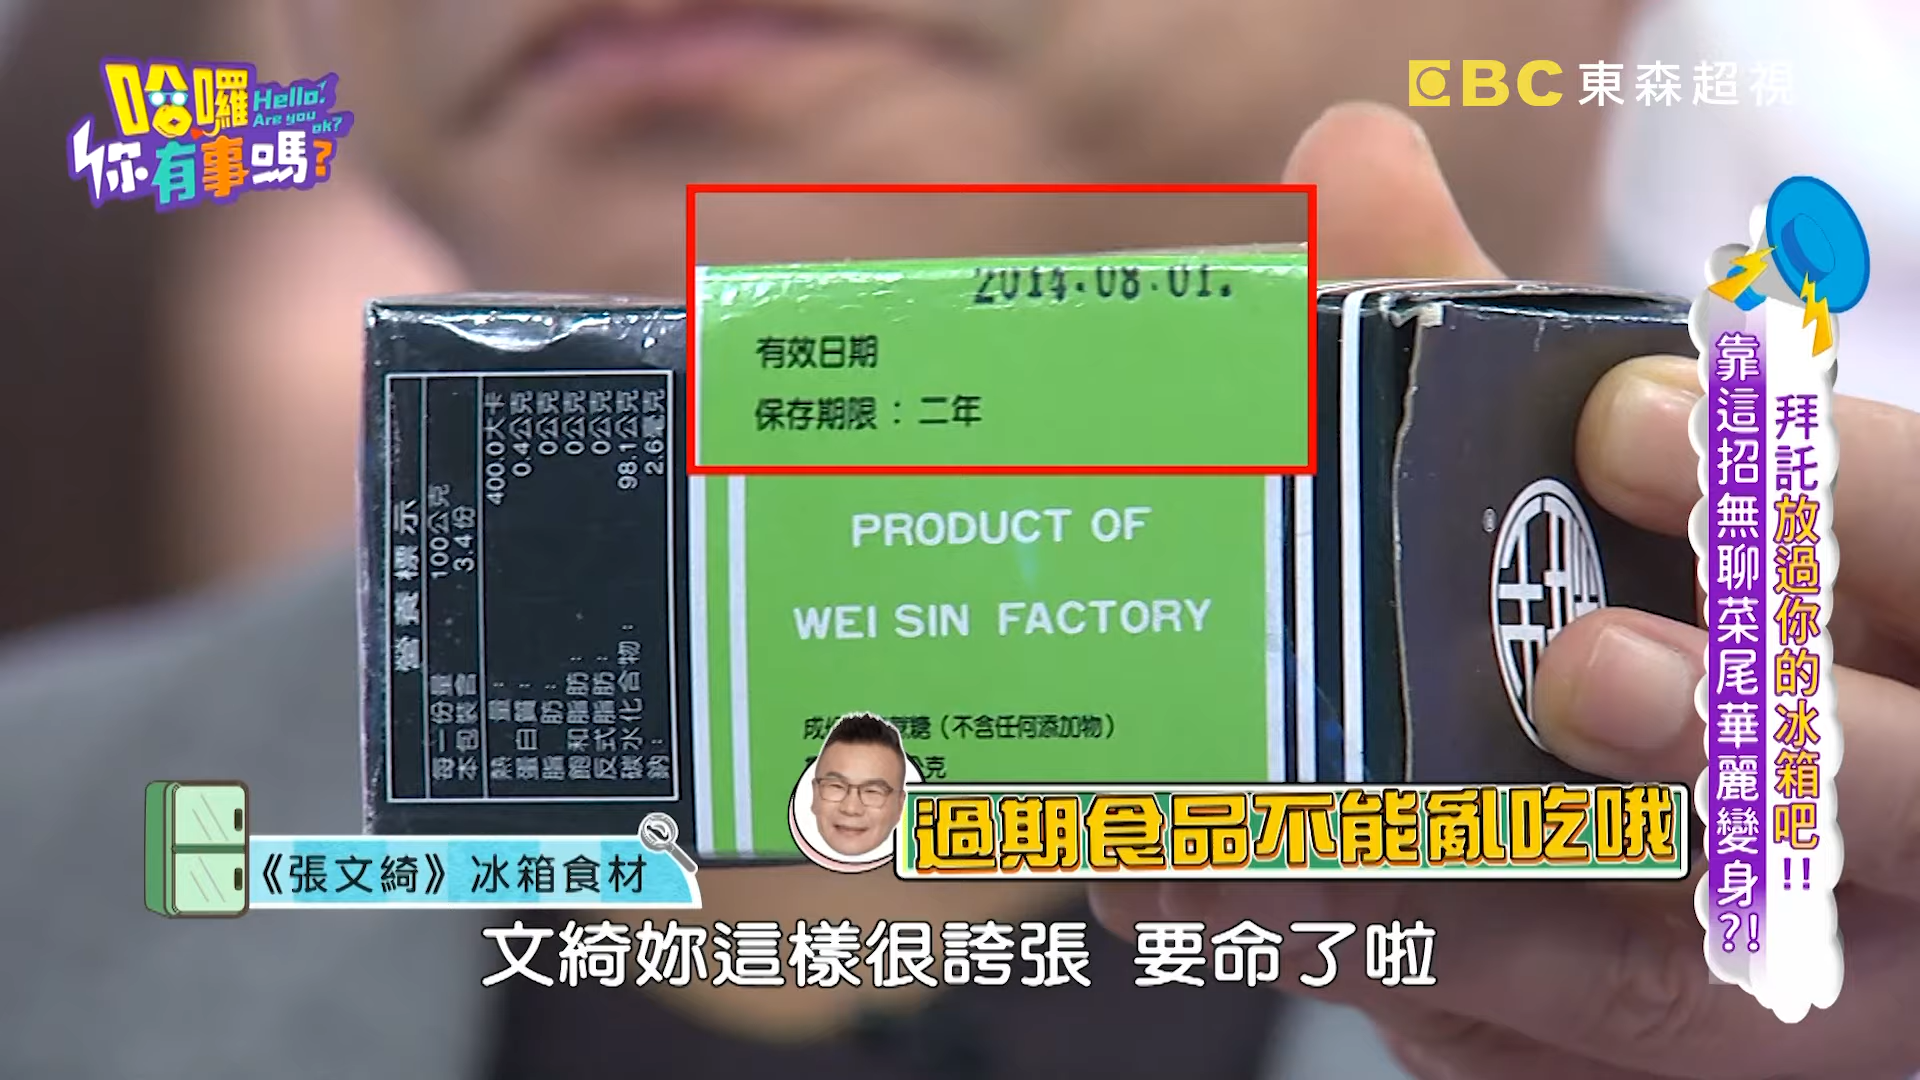 哈囉
Hello,
Are you ok?
你有事嗎?
EBC 東森超視
2014.08.01.
有效日期
保存期限：二年
PRODUCT OF
WEI SIN FACTORY
(不含任何添加物)
營養標示
每一份量 100公克
本包裝含 3.4份
熱量： 400.0大卡
蛋白質： 0.4公克
脂肪： 0公克
飽和脂肪： 0公克
反式脂肪： 0公克
碳水化合物： 98.1公克
鈉： 2.6毫克
拜託放過你的冰箱吧!!
靠這招無聊菜尾華麗變身?!
過期食品不能亂吃哦
《張文綺》冰箱食材
文綺妳這樣很誇張 要命了啦